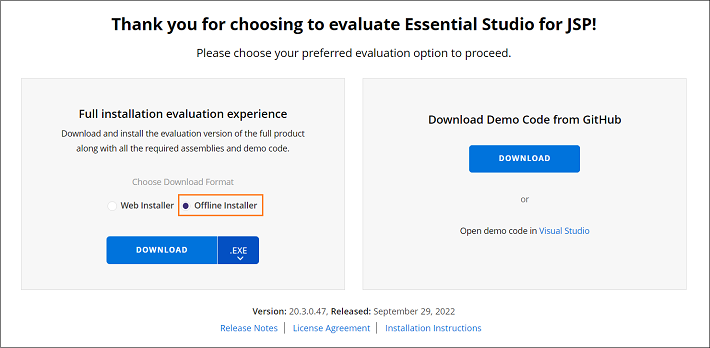 Thank you for choosing to evaluate Essential Studio for JSP!
Please choose your preferred evaluation option to proceed.
Full installation evaluation experience
Download and install the evaluation version of the full product
along with all the required assemblies and demo code.
Choose Download Format
Web Installer
Offline Installer
DOWNLOAD
.EXE
Download Demo Code from GitHub
DOWNLOAD
or
Open demo code in Visual Studio
Version: 20.3.0.47, Released: September 29, 2022
Release Notes | License Agreement | Installation Instructions